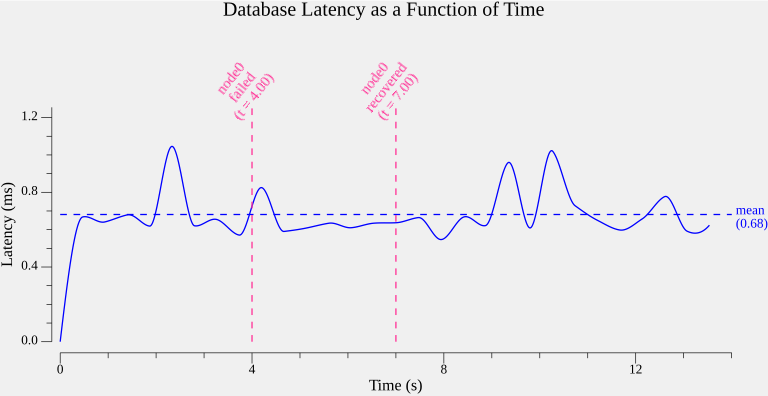 Database Latency as a Function of Time
node0
failed
(t = 4.00)
node0
recovered
(t = 7.00)
1.2
0.8
0.4
0.0
Latency (ms)
mean
(0.68)
0
4
8
12
Time (s)